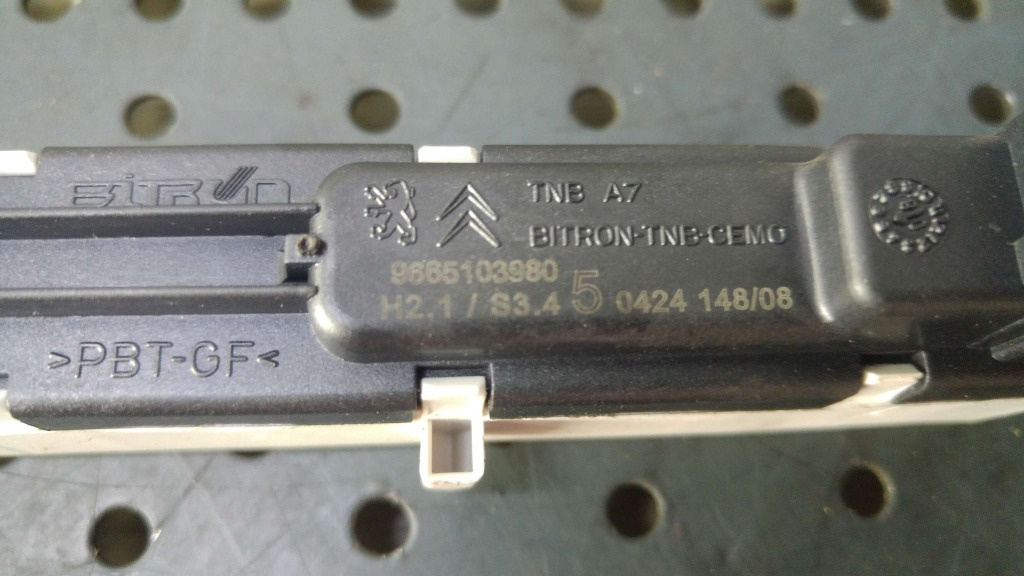 BITRON
TNB A7
BITRON-TNB-CEMO
9665103980
H2.1 / S3.4 5 0424 148/08
>PBT-GF<